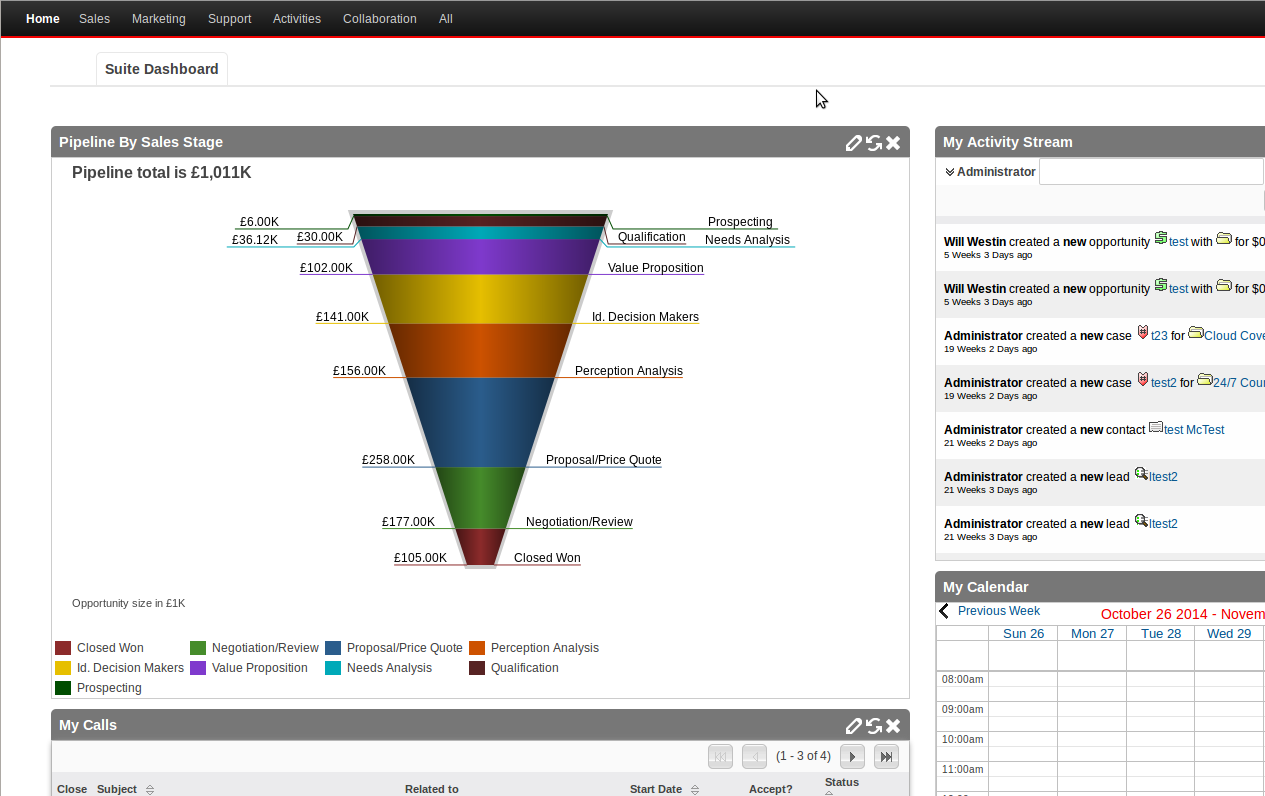 Home Sales Marketing Support Activities Collaboration All
Suite Dashboard
Pipeline By Sales Stage
Pipeline total is £1,011K
£6.00K Prospecting
£30.00K Qualification
£36.12K Needs Analysis
£102.00K Value Proposition
£141.00K Id. Decision Makers
£156.00K Perception Analysis
£258.00K Proposal/Price Quote
£177.00K Negotiation/Review
£105.00K Closed Won
Opportunity size in £1K
Closed Won Negotiation/Review Proposal/Price Quote Perception Analysis
Id. Decision Makers Value Proposition Needs Analysis Qualification
Prospecting
My Calls
(1 - 3 of 4)
Close Subject Related to Start Date Accept? Status
My Activity Stream
Administrator
Will Westin created a new opportunity test with for $0
5 Weeks 3 Days ago
Will Westin created a new opportunity test with for $0
5 Weeks 3 Days ago
Administrator created a new case t23 for Cloud Cove
19 Weeks 2 Days ago
Administrator created a new case test2 for 24/7 Cou
19 Weeks 2 Days ago
Administrator created a new contact test McTest
21 Weeks 2 Days ago
Administrator created a new lead ltest2
21 Weeks 3 Days ago
Administrator created a new lead ltest2
21 Weeks 3 Days ago
My Calendar
Previous Week October 26 2014 - Novem
Sun 26 Mon 27 Tue 28 Wed 29
08:00am
09:00am
10:00am
11:00am